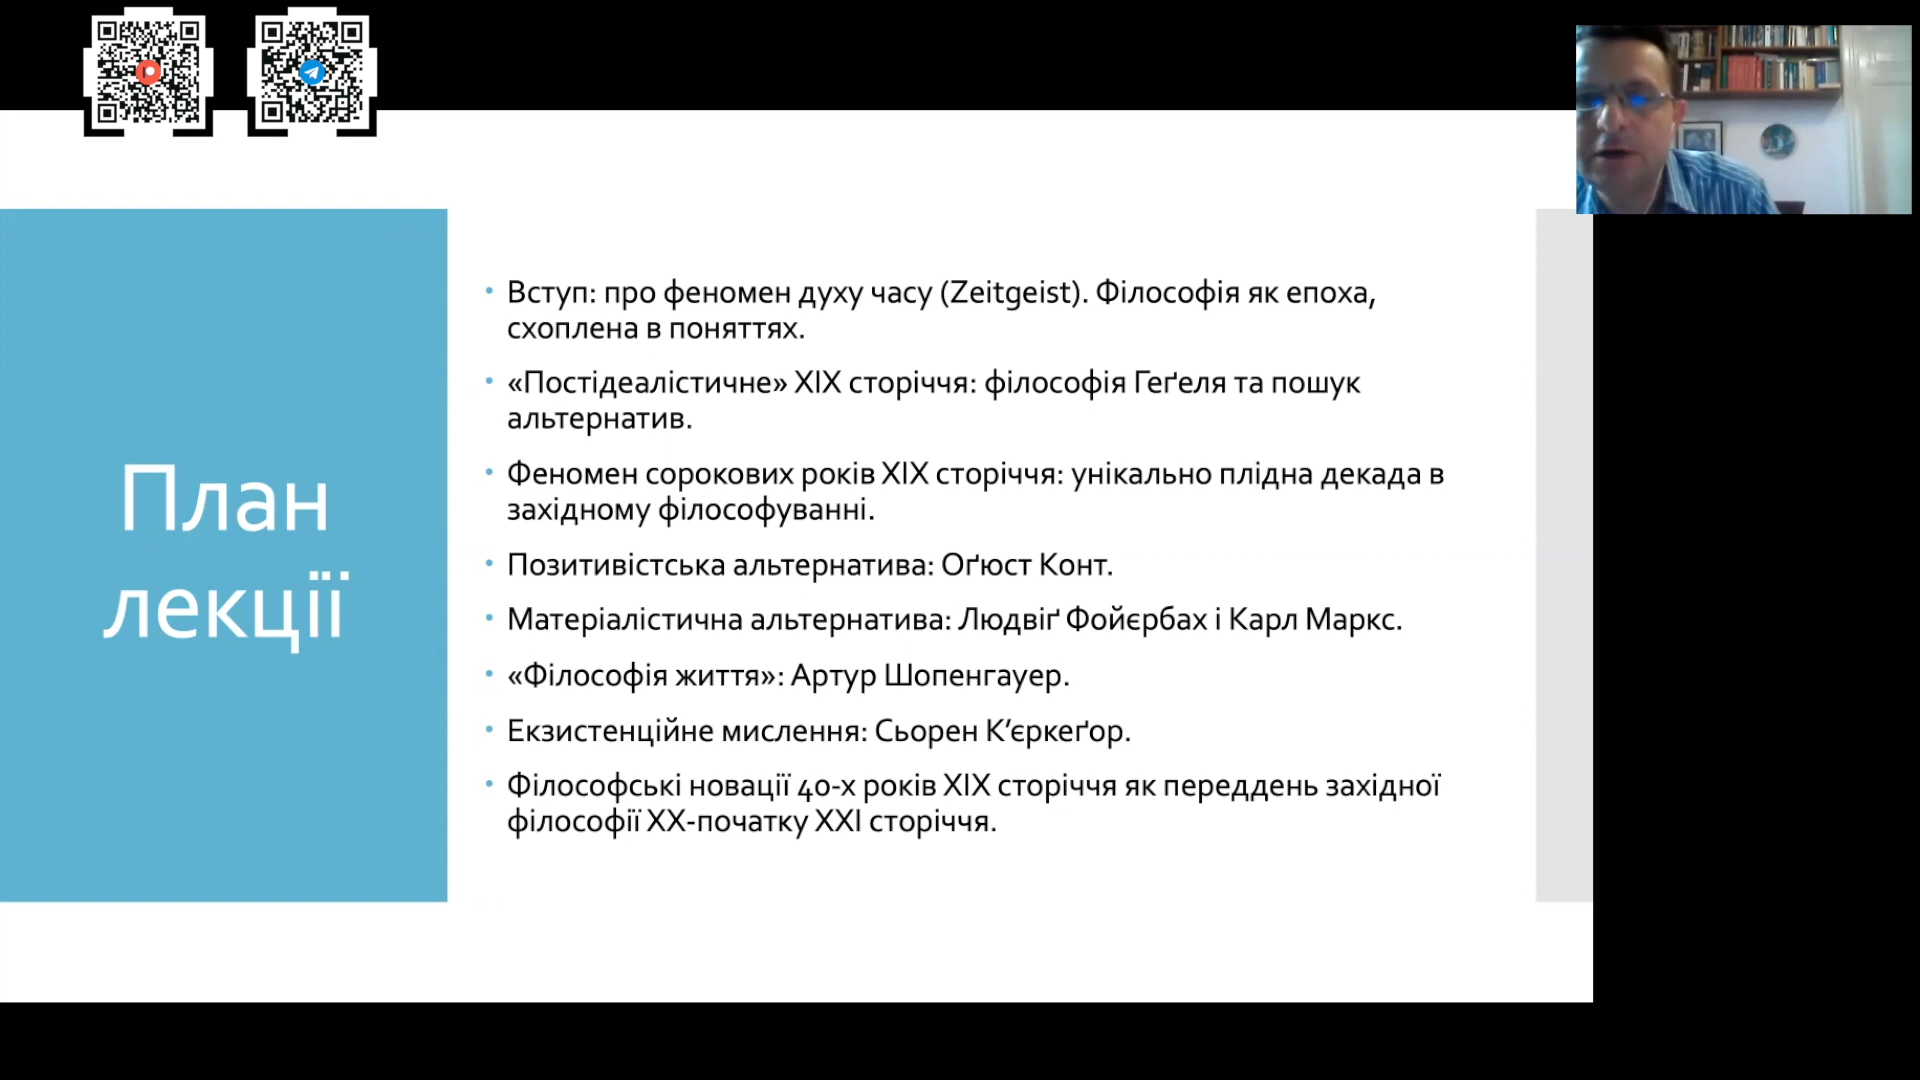 План
лекції
Вступ: про феномен духу часу (Zeitgeist). Філософія як епоха,
схоплена в поняттях.
«Постідеалістичне» XIX сторіччя: філософія Геґеля та пошук
альтернатив.
Феномен сорокових років XIX сторіччя: унікально плідна декада в
західному філософуванні.
Позитивістська альтернатива: Оґюст Конт.
Матеріалістична альтернатива: Людвіґ Фойєрбах і Карл Маркс.
«Філософія життя»: Артур Шопенгауер.
Екзистенційне мислення: Сьорен К’єркеґор.
Філософські новації 40-х років XIX сторіччя як переддень західної
філософії XX-початку XXI сторіччя.